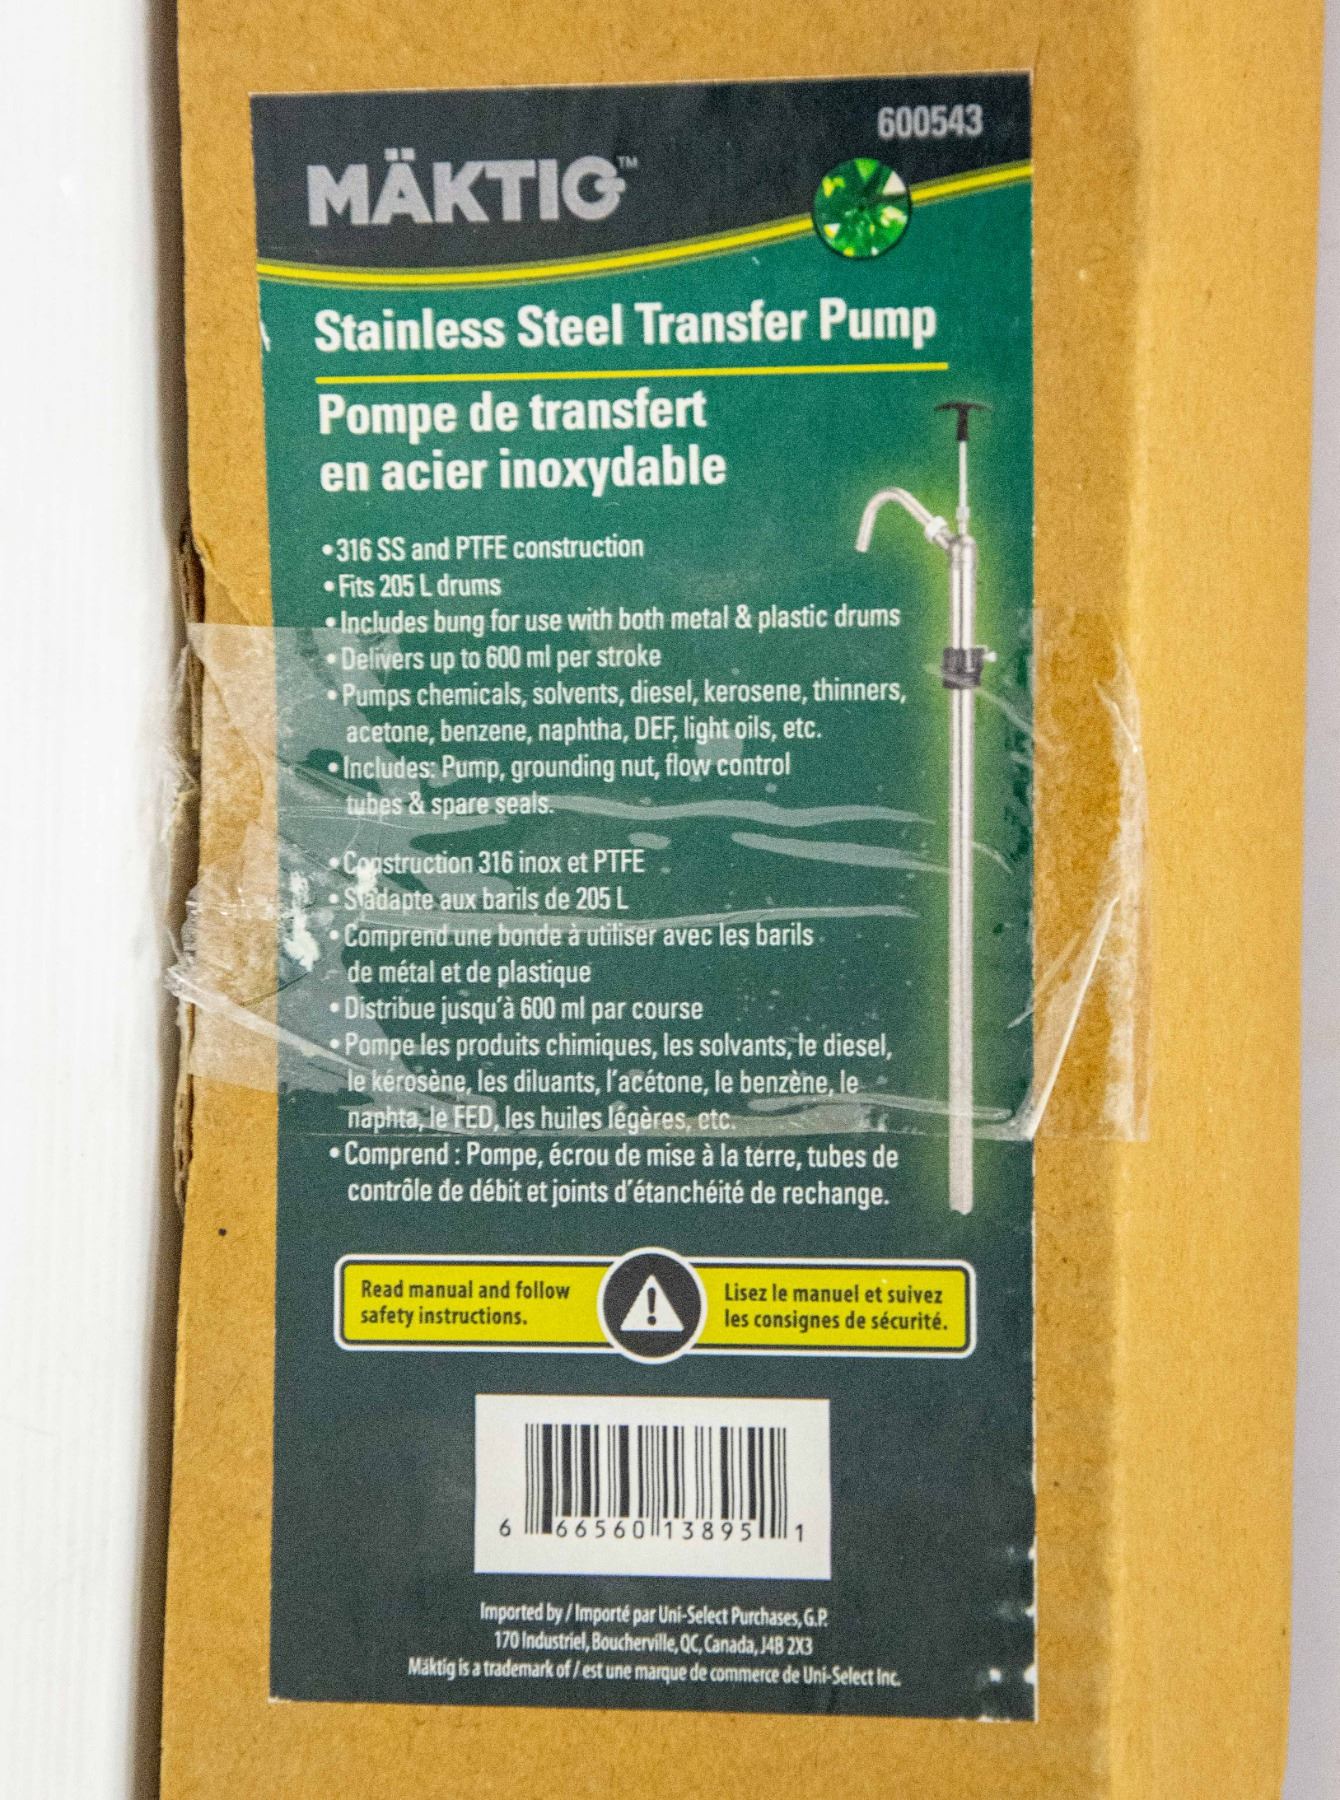 600543
MÄKTIG™
Stainless Steel Transfer Pump
Pompe de transfert
en acier inoxydable
•316 SS and PTFE construction
•Fits 205 L drums
•Includes bung for use with both metal & plastic drums
•Delivers up to 600 ml per stroke
•Pumps chemicals, solvents, diesel, kerosene, thinners,
acetone, benzene, naphtha, DEF, light oils, etc.
•Includes: Pump, grounding nut, flow control
tubes & spare seals.
•Construction 316 inox et PTFE
•S'adapte aux barils de 205 L
•Comprend une bonde à utiliser avec les barils
de métal et de plastique
•Distribue jusqu'à 600 ml par course
•Pompe les produits chimiques, les solvants, le diesel,
le kérosène, les diluants, l'acétone, le benzène, le
naphta, le FED, les huiles légères, etc.
•Comprend : Pompe, écrou de mise à la terre, tubes de
contrôle de débit et joints d'étanchéité de rechange.
Read manual and follow
safety instructions.
Lisez le manuel et suivez
les consignes de sécurité.
6 66560 13895 1
Imported by / Importé par Uni-Select Purchases, G.P.
170 Industriel, Boucherville, QC, Canada, J4B 2X3
Mäktig is a trademark of / est une marque de commerce de Uni-Select Inc.